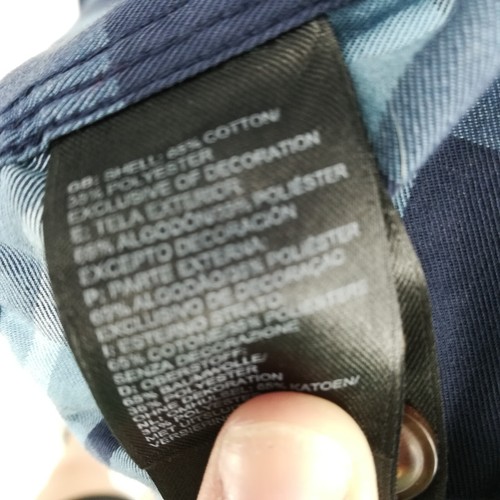 GB: SHELL: 65% COTTON/
35% POLYESTER
EXCLUSIVE OF DECORATION
E: TELA EXTERIOR:
65% ALGODÓN/35% POLIÉSTER
EXCEPTO DECORACIÓN
P: PARTE EXTERNA:
65% ALGODÃO/35% POLIÉSTER
EXCLUSIVO DE DECORAÇÃO
I: ESTERNO STRATO:
65% COTONE/35% POLIESTERE
SENZA DECORAZIONE
D: OBERSTOFF:
65% BAUMWOLLE/
35% POLYESTER
OHNE DEKORATION
65% KATOEN/
35%